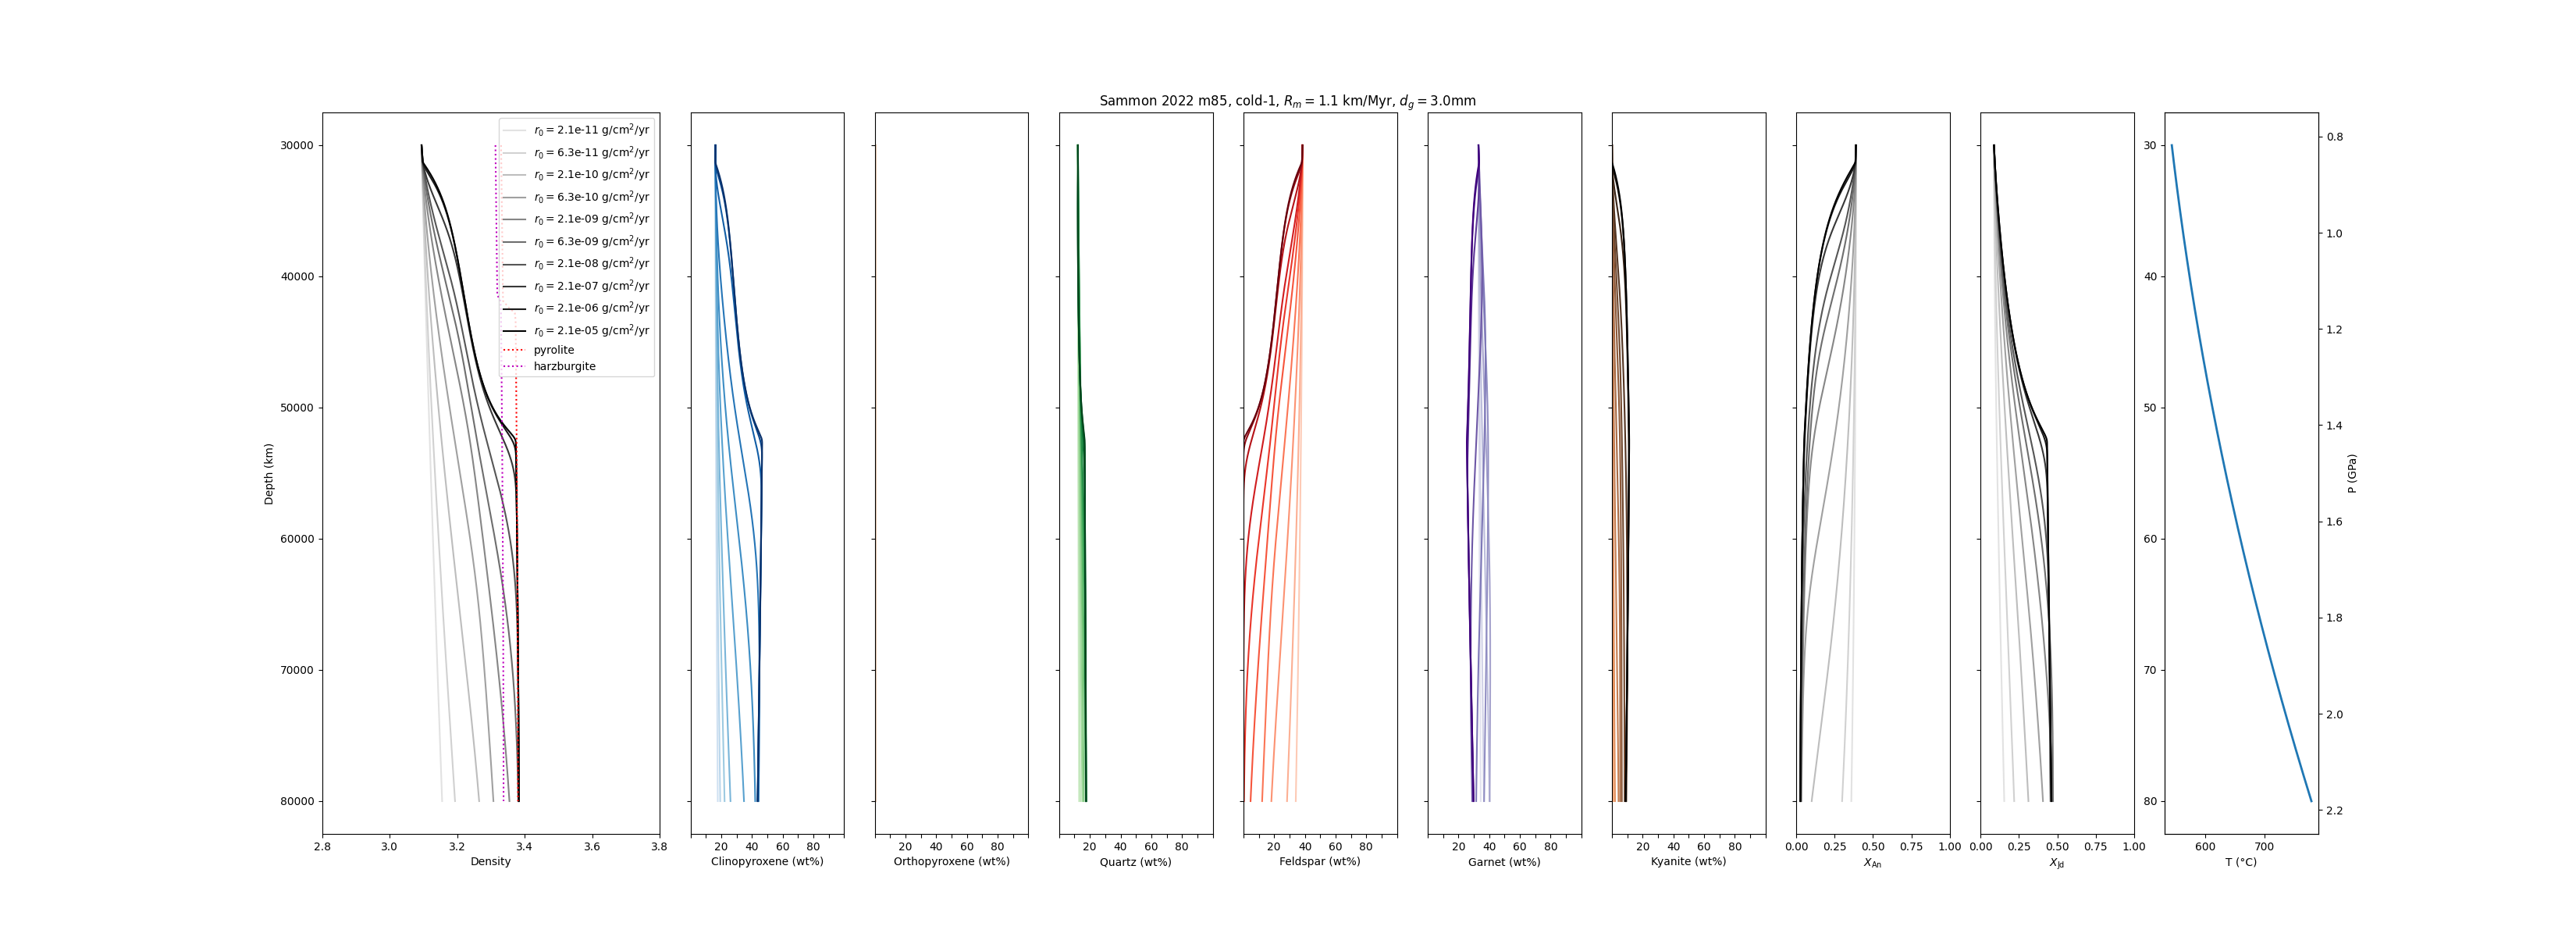 Sammon 2022 m85, cold-1, R_m = 1.1 km/Myr, d_g = 3.0mm
r_0 = 2.1e-11 g/cm²/yr
r_0 = 6.3e-11 g/cm²/yr
r_0 = 2.1e-10 g/cm²/yr
r_0 = 6.3e-10 g/cm²/yr
r_0 = 2.1e-09 g/cm²/yr
r_0 = 6.3e-09 g/cm²/yr
r_0 = 2.1e-08 g/cm²/yr
r_0 = 2.1e-07 g/cm²/yr
r_0 = 2.1e-06 g/cm²/yr
r_0 = 2.1e-05 g/cm²/yr
pyrolite
harzburgite
Depth (km)
30000
40000
50000
60000
70000
80000
2.8 3.0 3.2 3.4 3.6 3.8
Density
20 40 60 80
Clinopyroxene (wt%)
20 40 60 80
Orthopyroxene (wt%)
20 40 60 80
Quartz (wt%)
20 40 60 80
Feldspar (wt%)
20 40 60 80
Garnet (wt%)
20 40 60 80
Kyanite (wt%)
0.00 0.25 0.50 0.75 1.00
X_An
0.00 0.25 0.50 0.75 1.00
X_Jd
30
40
50
60
70
80
600 700
T (°C)
0.8
1.0
1.2
1.4
1.6
1.8
2.0
2.2
P (GPa)